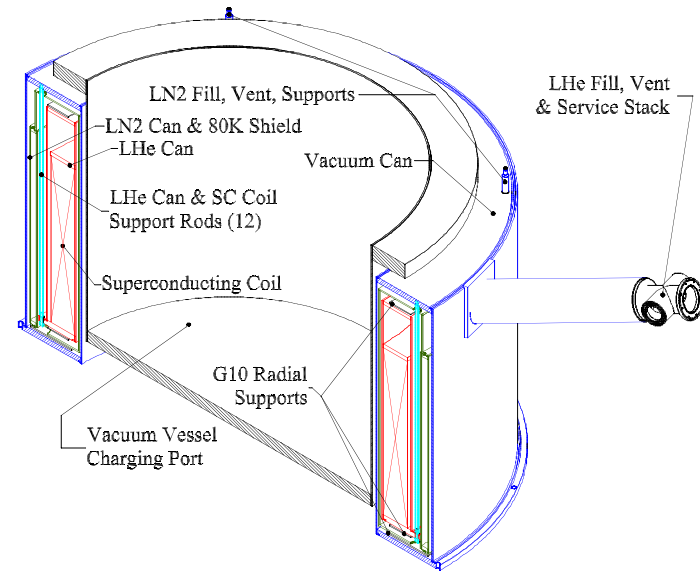 LN2 Fill, Vent, Supports
LHe Fill, Vent
& Service Stack
LN2 Can & 80K Shield
LHe Can
Vacuum Can
LHe Can & SC Coil
Support Rods (12)
Superconducting Coil
G10 Radial
Supports
Vacuum Vessel
Charging Port